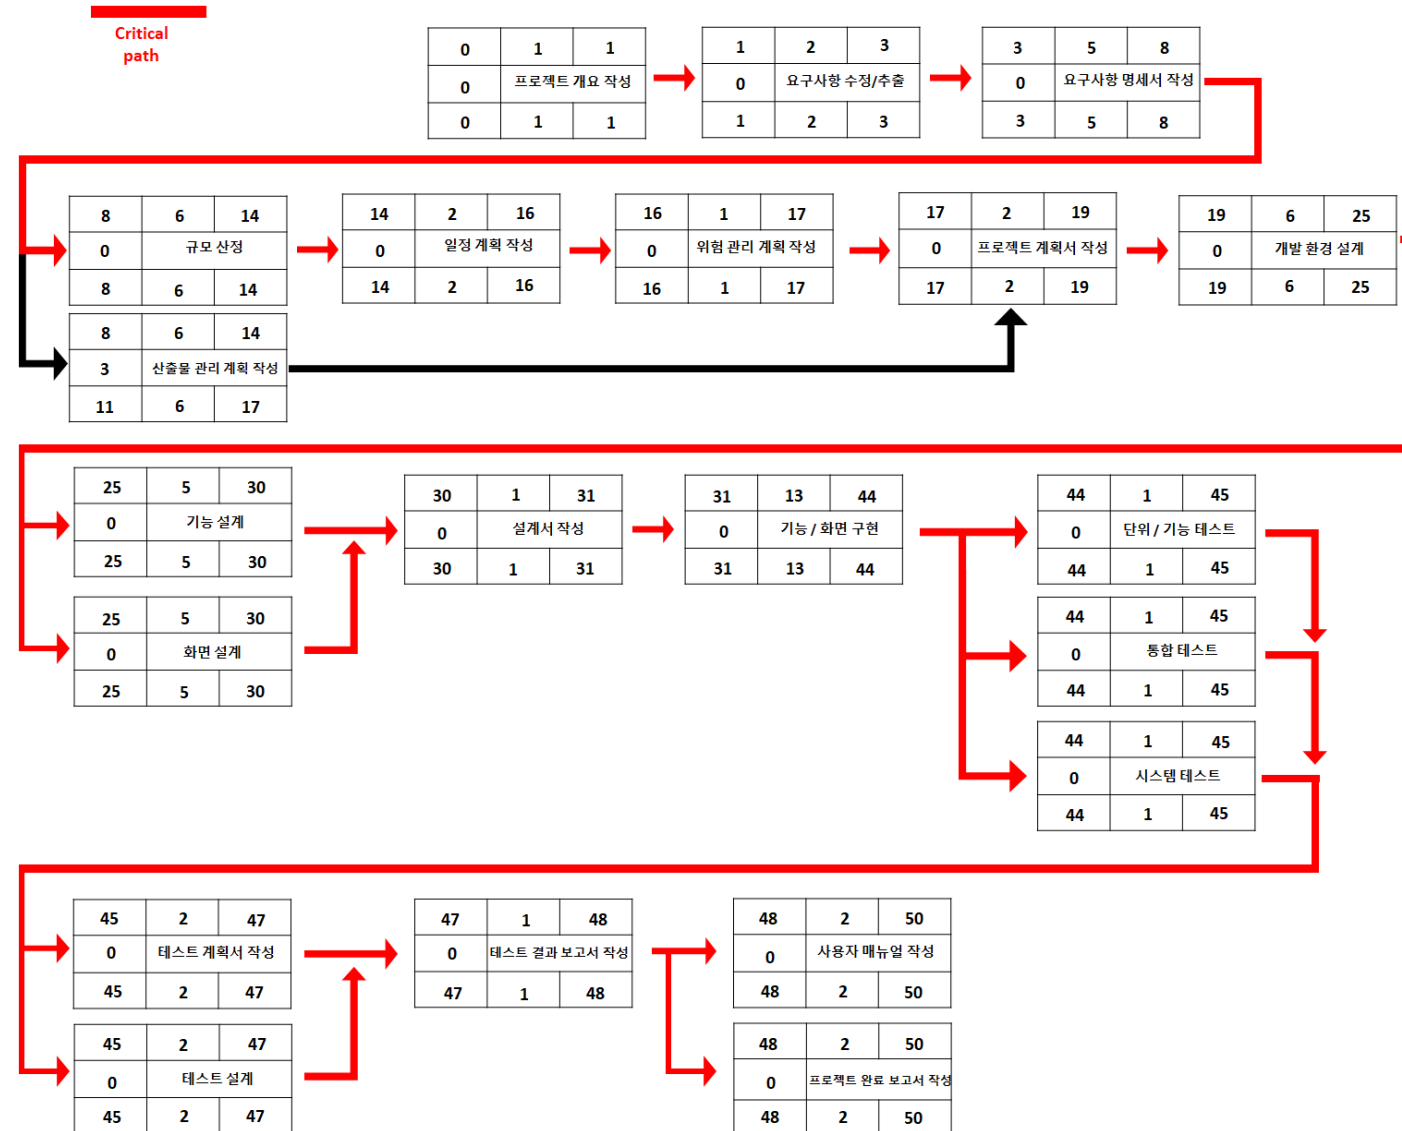 Critical
path
0 1 1
0 프로젝트 개요 작성
0 1 1
1 2 3
0 요구사항 수정/추출
1 2 3
3 5 8
0 요구사항 명세서 작성
3 5 8
8 6 14
0 규모 산정
8 6 14
14 2 16
0 일정 계획 작성
14 2 16
16 1 17
0 위험 관리 계획 작성
16 1 17
17 2 19
0 프로젝트 계획서 작성
17 2 19
19 6 25
0 개발 환경 설계
19 6 25
8 6 14
3 산출물 관리 계획 작성
11 6 17
25 5 30
0 기능 설계
25 5 30
25 5 30
0 화면 설계
25 5 30
30 1 31
0 설계서 작성
30 1 31
31 13 44
0 기능 / 화면 구현
31 13 44
44 1 45
0 단위 / 기능 테스트
44 1 45
44 1 45
0 통합 테스트
44 1 45
44 1 45
0 시스템 테스트
44 1 45
45 2 47
0 테스트 계획서 작성
45 2 47
45 2 47
0 테스트 설계
45 2 47
47 1 48
0 테스트 결과 보고서 작성
47 1 48
48 2 50
0 사용자 매뉴얼 작성
48 2 50
48 2 50
0 프로젝트 완료 보고서 작성
48 2 50